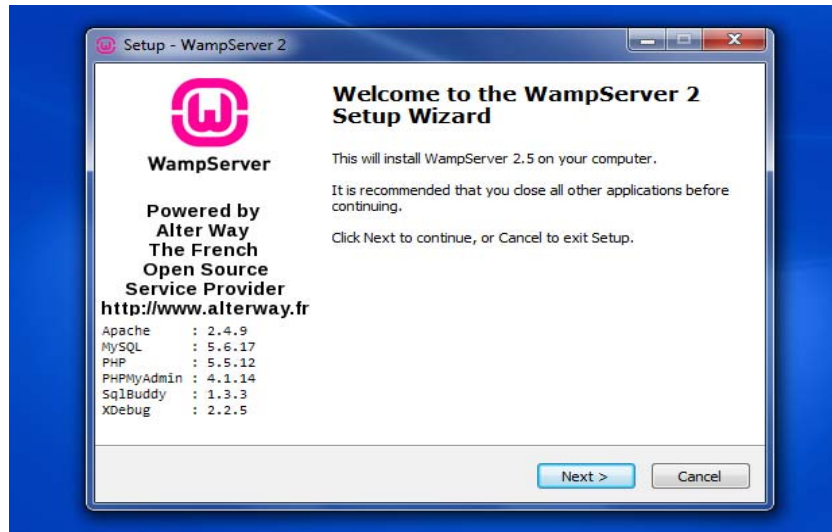 Setup - WampServer 2
WampServer
Powered by
Alter Way
The French
Open Source
Service Provider
http://www.alterway.fr
Apache : 2.4.9
MySQL : 5.6.17
PHP : 5.5.12
PHPMyAdmin : 4.1.14
SqlBuddy : 1.3.3
XDebug : 2.2.5
Welcome to the WampServer 2
Setup Wizard
This will install WampServer 2.5 on your computer.
It is recommended that you close all other applications before
continuing.
Click Next to continue, or Cancel to exit Setup.
Next >
Cancel